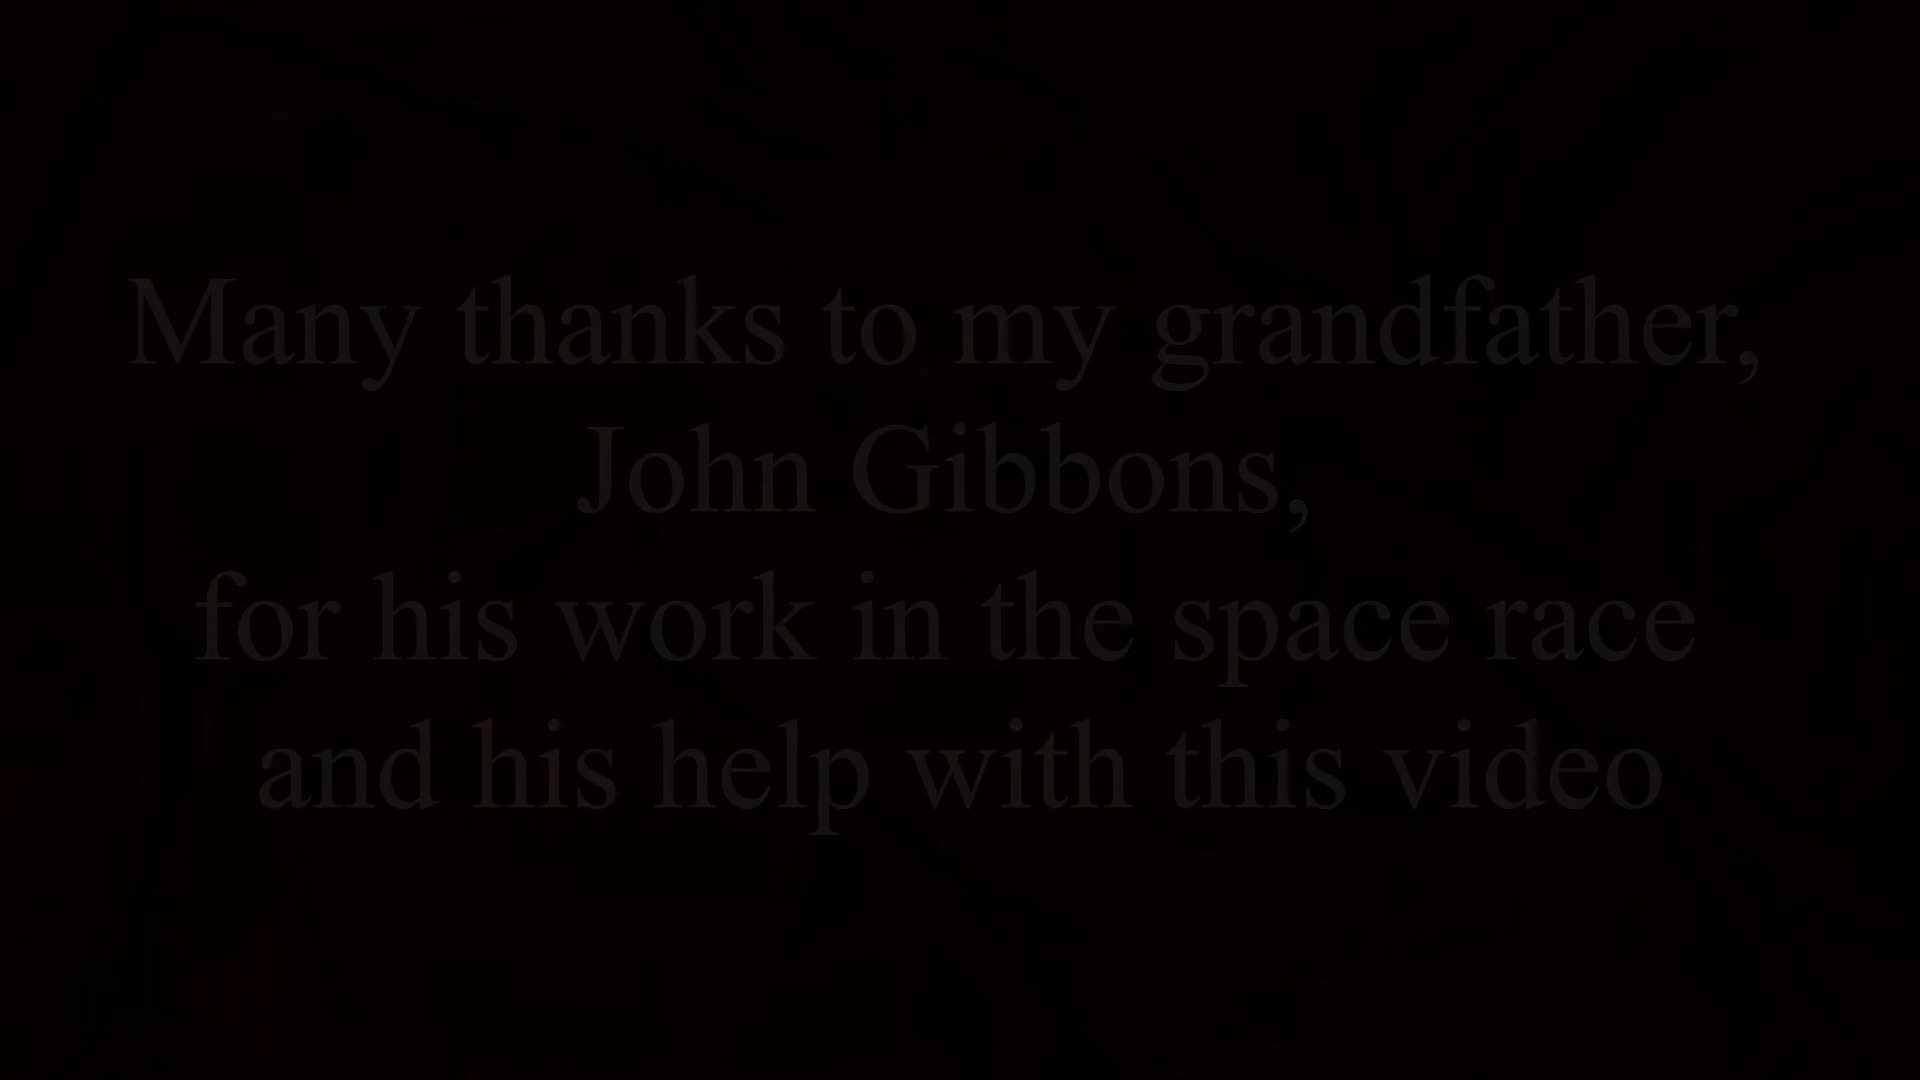 Many thanks to my grandfather,
John Gibbons,
for his work in the space race
and his help with this video